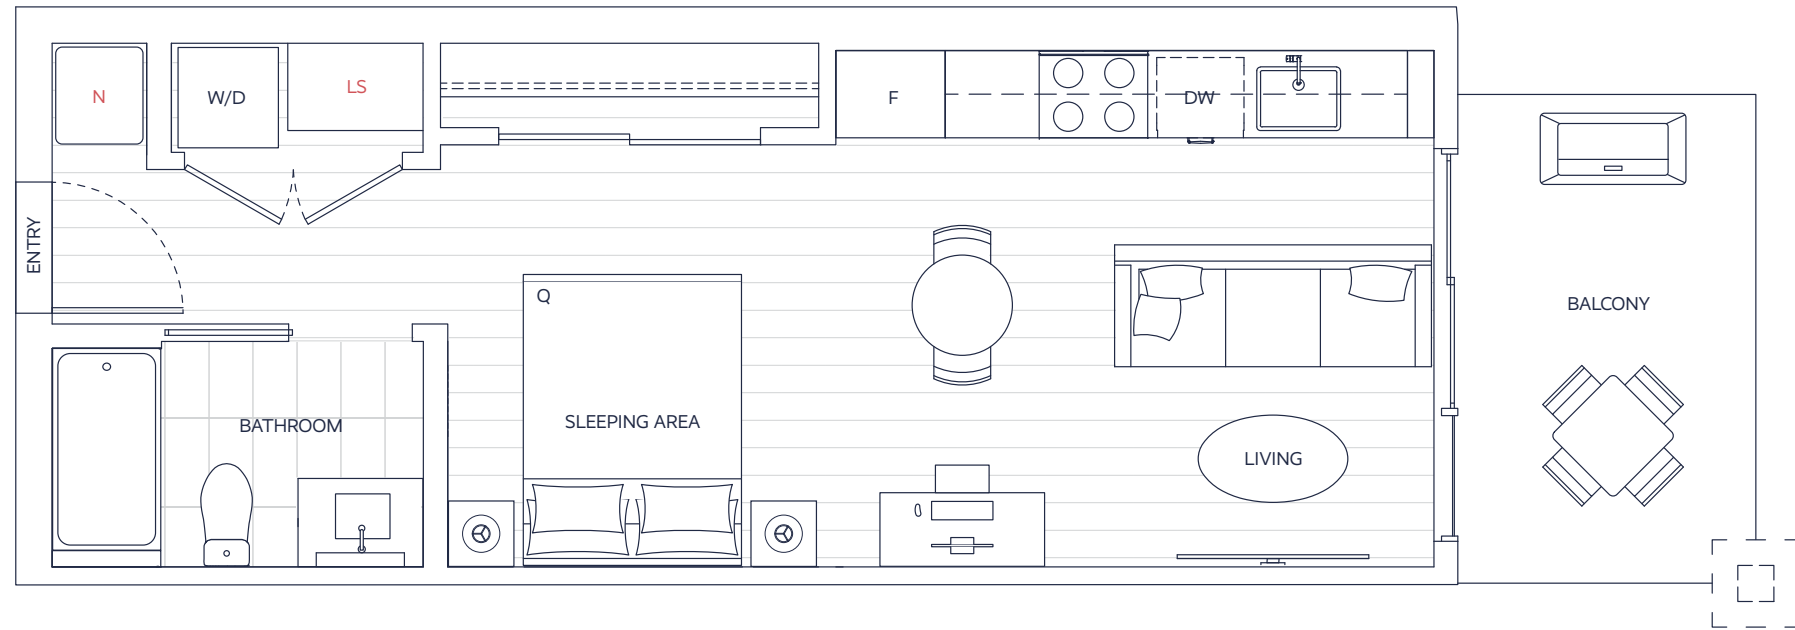 N
W/D
LS
F
DW
ENTRY
Q
BALCONY
BATHROOM
SLEEPING AREA
LIVING